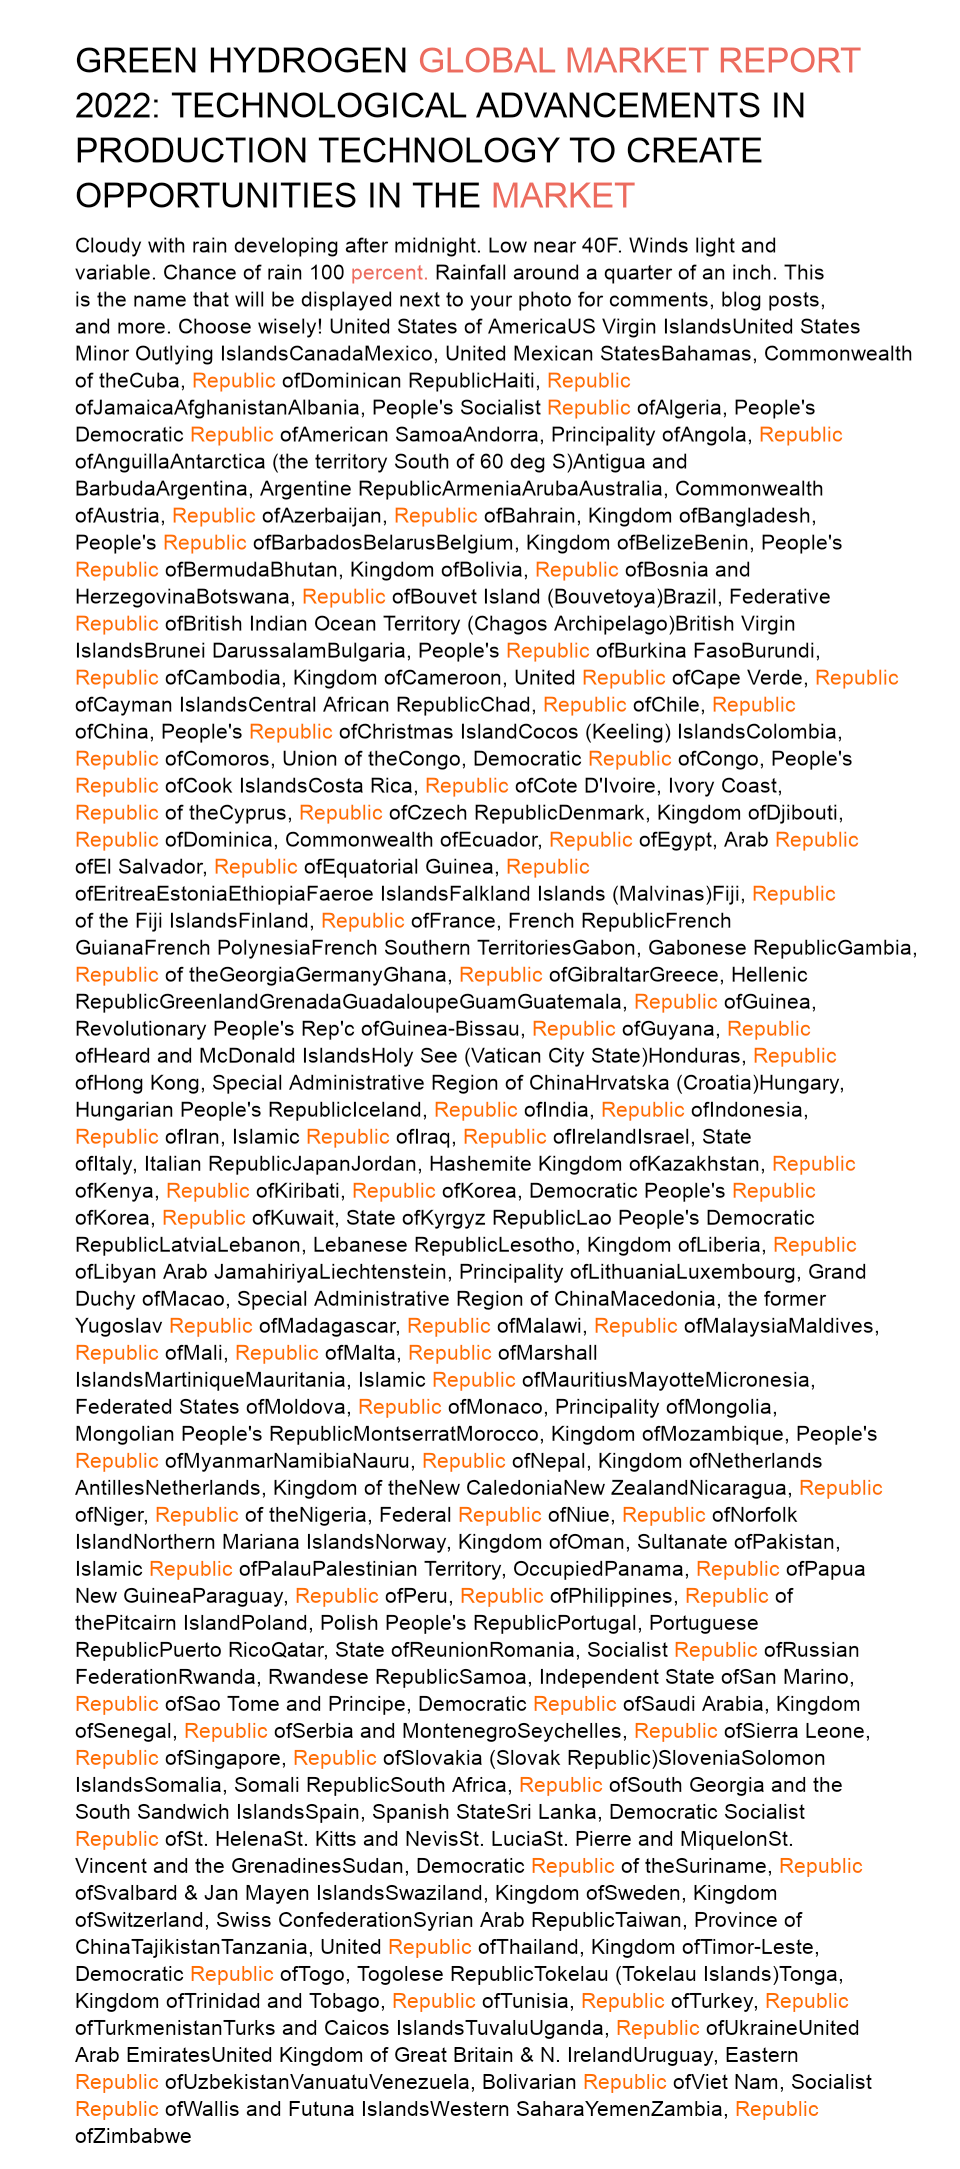 GREEN HYDROGEN GLOBAL MARKET REPORT
2022: TECHNOLOGICAL ADVANCEMENTS IN
PRODUCTION TECHNOLOGY TO CREATE
OPPORTUNITIES IN THE MARKET
Cloudy with rain developing after midnight. Low near 40F. Winds light and
variable. Chance of rain 100 percent. Rainfall around a quarter of an inch. This
is the name that will be displayed next to your photo for comments, blog posts,
and more. Choose wisely! United States of AmericaUS Virgin IslandsUnited States
Minor Outlying IslandsCanadaMexico, United Mexican StatesBahamas, Commonwealth
of theCuba, Republic ofDominican RepublicHaiti, Republic
ofJamaicaAfghanistanAlbania, People's Socialist Republic ofAlgeria, People's
Democratic Republic ofAmerican SamoaAndorra, Principality ofAngola, Republic
ofAnguillaAntarctica (the territory South of 60 deg S)Antigua and
BarbudaArgentina, Argentine RepublicArmeniaArubaAustralia, Commonwealth
ofAustria, Republic ofAzerbaijan, Republic ofBahrain, Kingdom ofBangladesh,
People's Republic ofBarbadosBelarusBelgium, Kingdom ofBelizeBenin, People's
Republic ofBermudaBhutan, Kingdom ofBolivia, Republic ofBosnia and
HerzegovinaBotswana, Republic ofBouvet Island (Bouvetoya)Brazil, Federative
Republic ofBritish Indian Ocean Territory (Chagos Archipelago)British Virgin
IslandsBrunei DarussalamBulgaria, People's Republic ofBurkina FasoBurundi,
Republic ofCambodia, Kingdom ofCameroon, United Republic ofCape Verde, Republic
ofCayman IslandsCentral African RepublicChad, Republic ofChile, Republic
ofChina, People's Republic ofChristmas IslandCocos (Keeling) IslandsColombia,
Republic ofComoros, Union of theCongo, Democratic Republic ofCongo, People's
Republic ofCook IslandsCosta Rica, Republic ofCote D'Ivoire, Ivory Coast,
Republic of theCyprus, Republic ofCzech RepublicDenmark, Kingdom ofDjibouti,
Republic ofDominica, Commonwealth ofEcuador, Republic ofEgypt, Arab Republic
ofEl Salvador, Republic ofEquatorial Guinea, Republic
ofEritreaEstoniaEthiopiaFaeroe IslandsFalkland Islands (Malvinas)Fiji, Republic
of the Fiji IslandsFinland, Republic ofFrance, French RepublicFrench
GuianaFrench PolynesiaFrench Southern TerritoriesGabon, Gabonese RepublicGambia,
Republic of theGeorgiaGermanyGhana, Republic ofGibraltarGreece, Hellenic
RepublicGreenlandGrenadaGuadaloupeGuamGuatemala, Republic ofGuinea,
Revolutionary People's Rep'c ofGuinea-Bissau, Republic ofGuyana, Republic
ofHeard and McDonald IslandsHoly See (Vatican City State)Honduras, Republic
ofHong Kong, Special Administrative Region of ChinaHrvatska (Croatia)Hungary,
Hungarian People's RepublicIceland, Republic ofIndia, Republic ofIndonesia,
Republic ofIran, Islamic Republic ofIraq, Republic ofIrelandIsrael, State
ofItaly, Italian RepublicJapanJordan, Hashemite Kingdom ofKazakhstan, Republic
ofKenya, Republic ofKiribati, Republic ofKorea, Democratic People's Republic
ofKorea, Republic ofKuwait, State ofKyrgyz RepublicLao People's Democratic
RepublicLatviaLebanon, Lebanese RepublicLesotho, Kingdom ofLiberia, Republic
ofLibyan Arab JamahiriyaLiechtenstein, Principality ofLithuaniaLuxembourg, Grand
Duchy ofMacao, Special Administrative Region of ChinaMacedonia, the former
Yugoslav Republic ofMadagascar, Republic ofMalawi, Republic ofMalaysiaMaldives,
Republic ofMali, Republic ofMalta, Republic ofMarshall
IslandsMartiniqueMauritania, Islamic Republic ofMauritiusMayotteMicronesia,
Federated States ofMoldova, Republic ofMonaco, Principality ofMongolia,
Mongolian People's RepublicMontserratMorocco, Kingdom ofMozambique, People's
Republic ofMyanmarNamibiaNauru, Republic ofNepal, Kingdom ofNetherlands
AntillesNetherlands, Kingdom of theNew CaledoniaNew ZealandNicaragua, Republic
ofNiger, Republic of theNigeria, Federal Republic ofNiue, Republic ofNorfolk
IslandNorthern Mariana IslandsNorway, Kingdom ofOman, Sultanate ofPakistan,
Islamic Republic ofPalauPalestinian Territory, OccupiedPanama, Republic ofPapua
New GuineaParaguay, Republic ofPeru, Republic ofPhilippines, Republic of
thePitcairn IslandPoland, Polish People's RepublicPortugal, Portuguese
RepublicPuerto RicoQatar, State ofReunionRomania, Socialist Republic ofRussian
FederationRwanda, Rwandese RepublicSamoa, Independent State ofSan Marino,
Republic ofSao Tome and Principe, Democratic Republic ofSaudi Arabia, Kingdom
ofSenegal, Republic ofSerbia and MontenegroSeychelles, Republic ofSierra Leone,
Republic ofSingapore, Republic ofSlovakia (Slovak Republic)SloveniaSolomon
IslandsSomalia, Somali RepublicSouth Africa, Republic ofSouth Georgia and the
South Sandwich IslandsSpain, Spanish StateSri Lanka, Democratic Socialist
Republic ofSt. HelenaSt. Kitts and NevisSt. LuciaSt. Pierre and MiquelonSt.
Vincent and the GrenadinesSudan, Democratic Republic of theSuriname, Republic
ofSvalbard & Jan Mayen IslandsSwaziland, Kingdom ofSweden, Kingdom
ofSwitzerland, Swiss ConfederationSyrian Arab RepublicTaiwan, Province of
ChinaTajikistanTanzania, United Republic ofThailand, Kingdom ofTimor-Leste,
Democratic Republic ofTogo, Togolese RepublicTokelau (Tokelau Islands)Tonga,
Kingdom ofTrinidad and Tobago, Republic ofTunisia, Republic ofTurkey, Republic
ofTurkmenistanTurks and Caicos IslandsTuvaluUganda, Republic ofUkraineUnited
Arab EmiratesUnited Kingdom of Great Britain & N. IrelandUruguay, Eastern
Republic ofUzbekistanVanuatuVenezuela, Bolivarian Republic ofViet Nam, Socialist
Republic ofWallis and Futuna IslandsWestern SaharaYemenZambia, Republic
ofZimbabwe